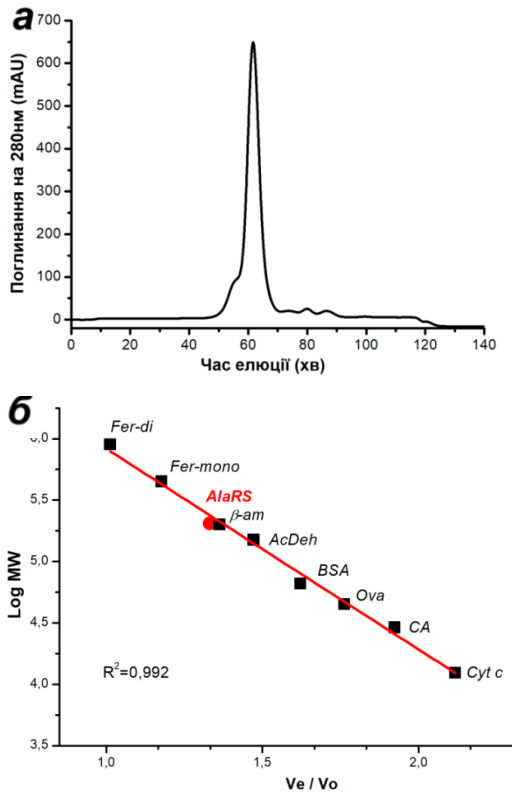 а
Поглинання на 280нм (mAU)
700
600
500
400
300
200
100
0
0 20 40 60 80 100 120 140
Час елюції (хв)
б
Log MW
6,0
5,5
5,0
4,5
4,0
3,5
Fer-di
Fer-mono
AlaRS
β-am
AcDeh
BSA
Ova
CA
Cyt c
R²=0,992
1,0 1,5 2,0
Ve / Vo